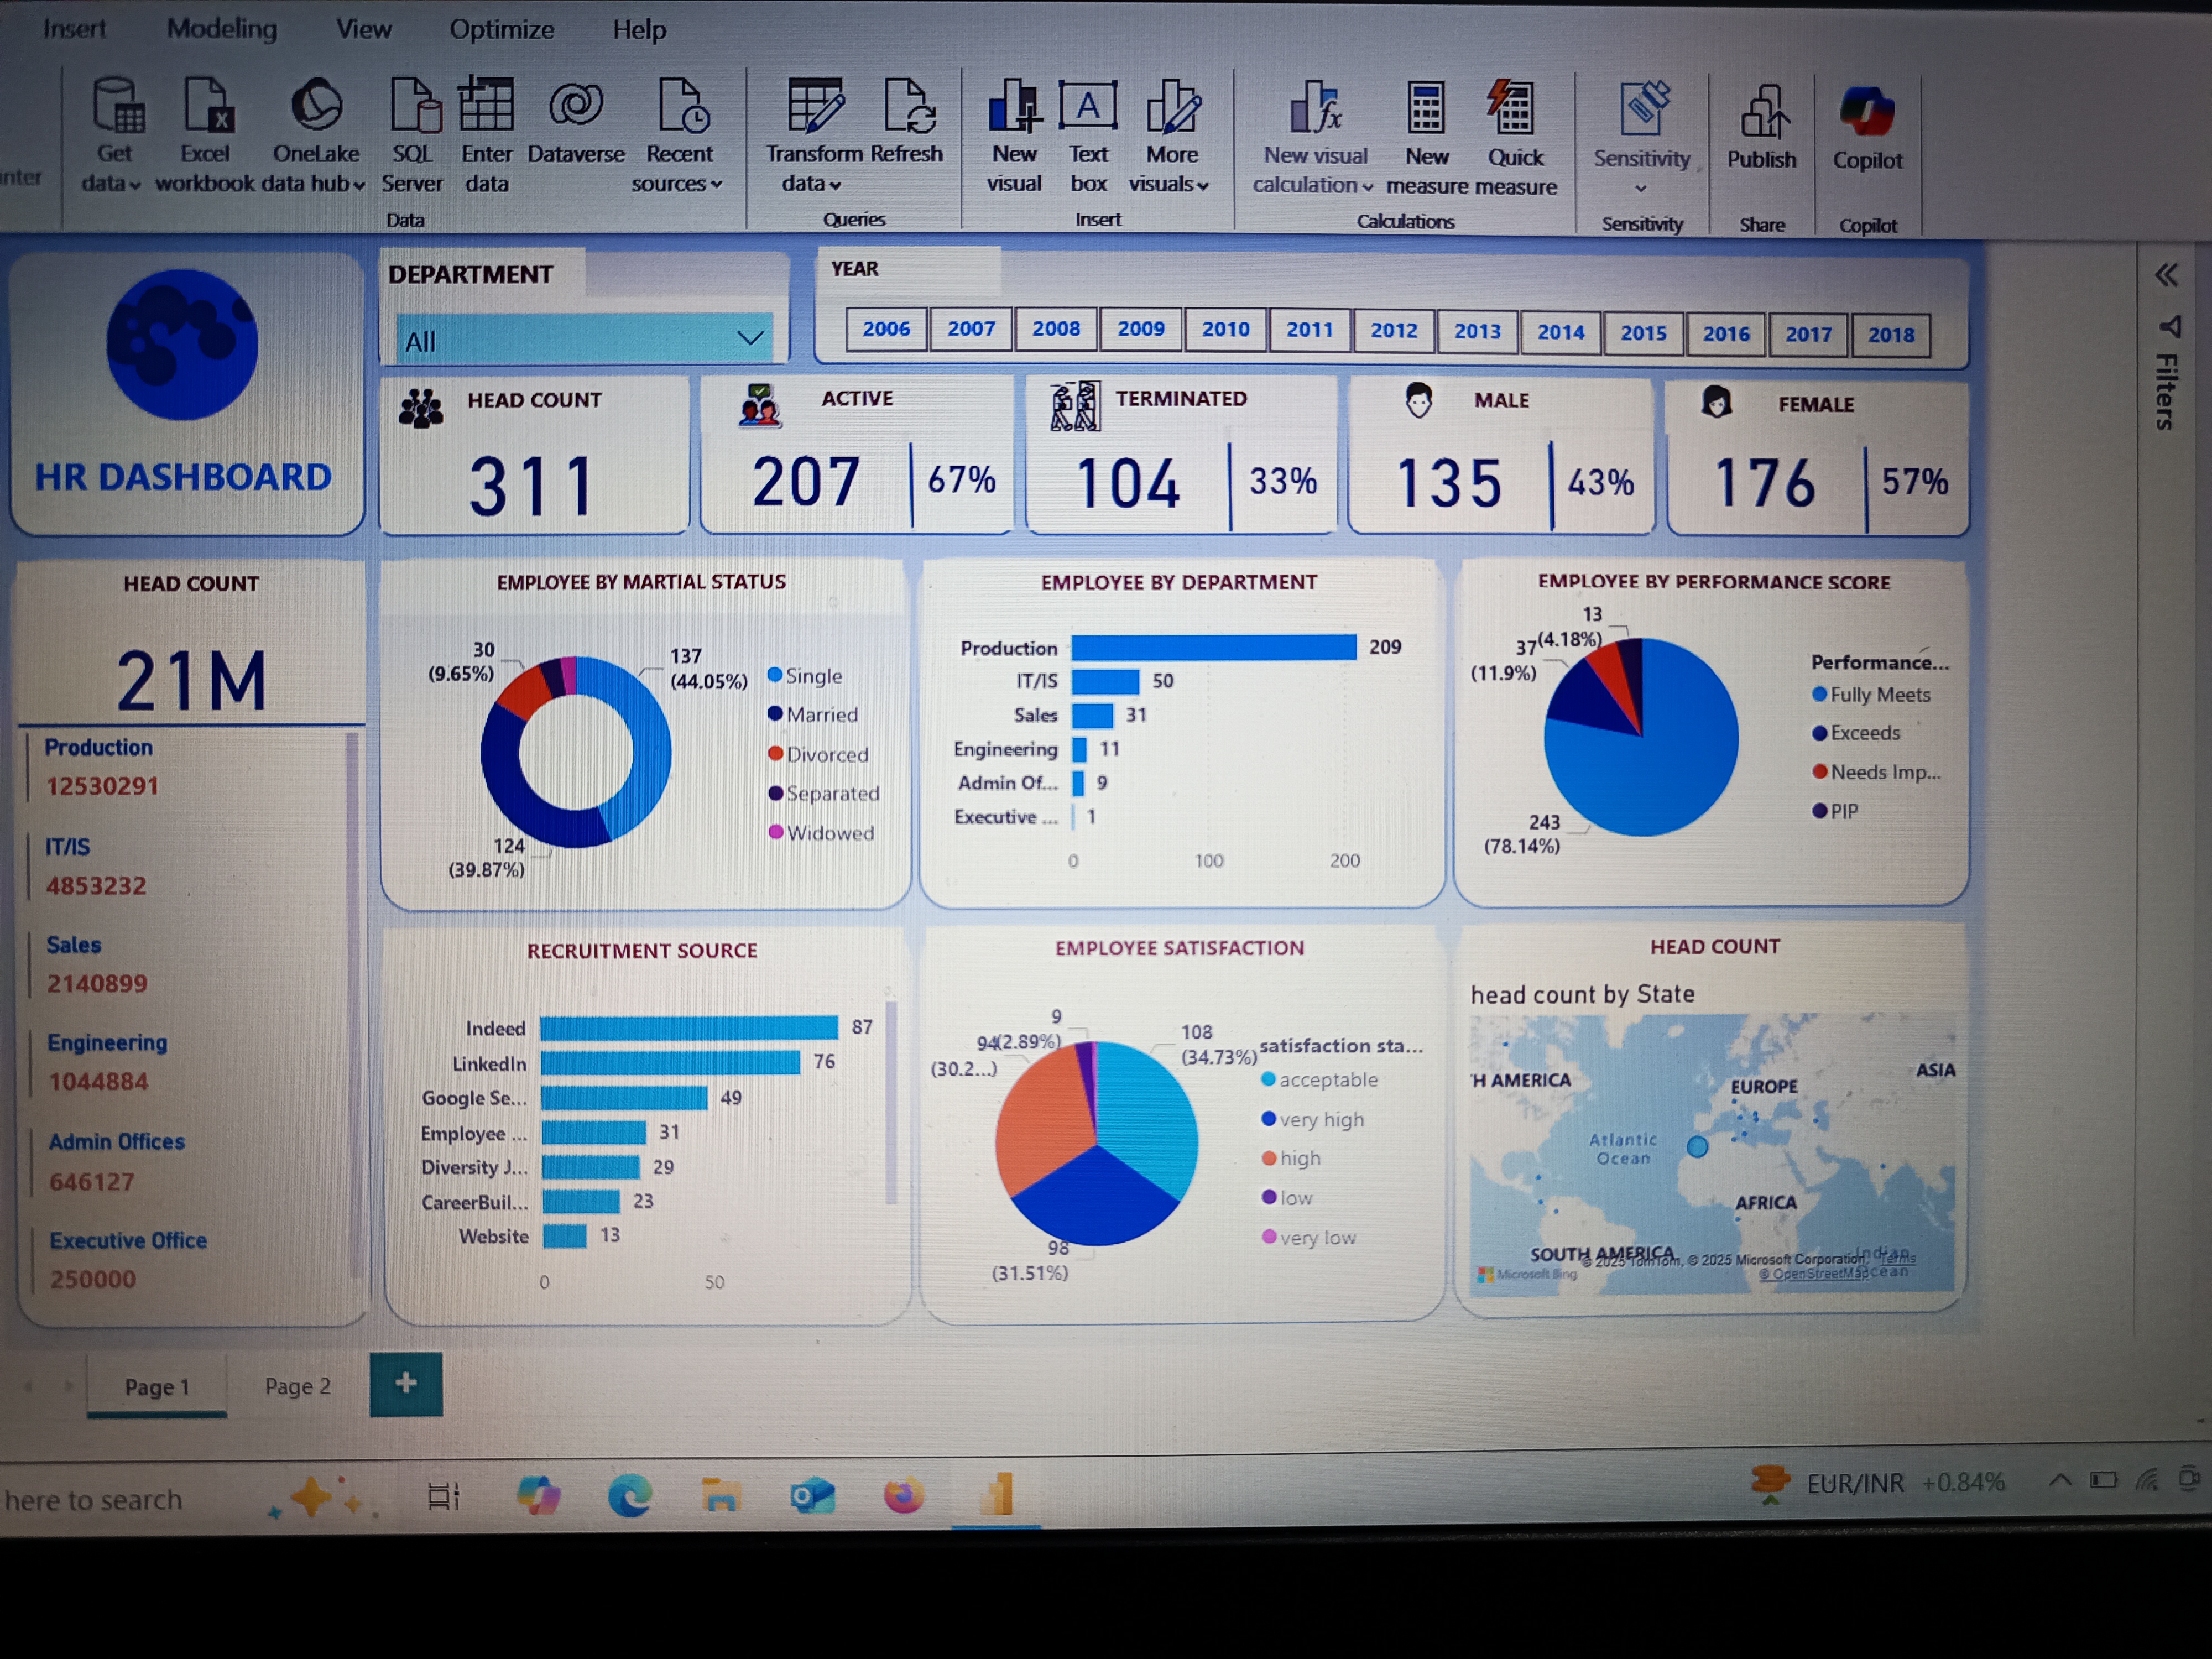 Insert Modeling View Optimize Help
Get data Excel workbook OneLake data hub SQL Server Enter data Dataverse Recent sources Transform data Refresh New visual Text box More visuals New visual calculation New measure Quick measure Sensitivity Publish Copilot
Data Queries Insert Calculations Sensitivity Share Copilot
HR DASHBOARD
DEPARTMENT
All
YEAR
2006 2007 2008 2009 2010 2011 2012 2013 2014 2015 2016 2017 2018
Filters
HEAD COUNT
311
ACTIVE
207 67%
TERMINATED
104 33%
MALE
135 43%
FEMALE
176 57%
HEAD COUNT
21M
Production
12530291
IT/IS
4853232
Sales
2140899
Engineering
1044884
Admin Offices
646127
Executive Office
250000
EMPLOYEE BY MARTIAL STATUS
30
(9.65%)
137
(44.05%)
124
(39.87%)
Single
Married
Divorced
Separated
Widowed
EMPLOYEE BY DEPARTMENT
Production 209
IT/IS 50
Sales 31
Engineering 11
Admin Of... 9
Executive ... 1
0 100 200
EMPLOYEE BY PERFORMANCE SCORE
13
(4.18%)
37
(11.9%)
243
(78.14%)
Performance...
Fully Meets
Exceeds
Needs Imp...
PIP
RECRUITMENT SOURCE
Indeed 87
LinkedIn 76
Google Se... 49
Employee ... 31
Diversity J... 29
CareerBuil... 23
Website 13
0 50
EMPLOYEE SATISFACTION
9
(2.89%)
94
(30.2...)
108
(34.73%)
98
(31.51%)
satisfaction sta...
acceptable
very high
high
low
very low
HEAD COUNT
head count by State
'H AMERICA
EUROPE
ASIA
Atlantic
Ocean
AFRICA
SOUTH AMERICA
Indian
Ocean
© 2025 TomTom, © 2025 Microsoft Corporation, Terms
Microsoft Bing
© OpenStreetMap
Page 1 Page 2 +
here to search
EUR/INR +0.84%